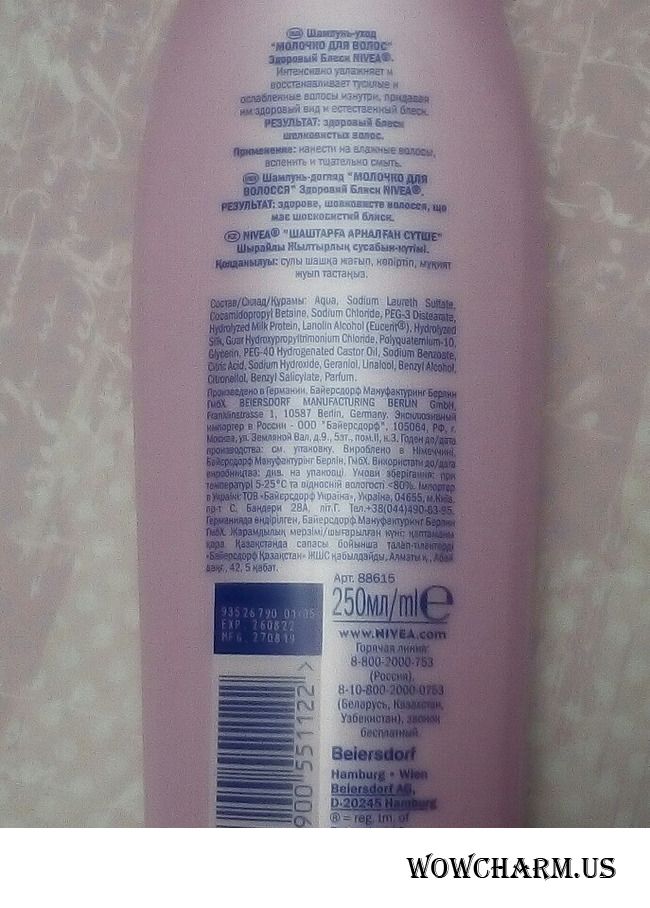 Шампунь-уход
"МОЛОЧКО ДЛЯ ВОЛОС"
Здоровый Блеск NIVEA®.
Интенсивно увлажняет и
восстанавливает тусклые и
ослабленные волосы изнутри, придавая
им здоровый вид и естественный блеск.
РЕЗУЛЬТАТ: здоровый блеск
шелковистых волос.
Применение: нанести на влажные волосы,
вспенить и тщательно смыть.
Шампунь-догляд "МОЛОЧКО ДЛЯ
ВОЛОССЯ" Здоровий Блиск NIVEA®.
РЕЗУЛЬТАТ: здорове, шовковисте волосся, що
має шовковистий блиск.
KZ NIVEA® "ШАШТАРҒА АРНАЛҒАН СҮТШЕ"
Шырайлы Жылтырлық сусабын-күтімі.
Қолданылуы: сулы шашқа жағып, көпіртіп, мұқият
жуып тастаңыз.
Состав/Склад/Құрамы: Aqua, Sodium Laureth Sulfate,
Cocamidopropyl Betaine, Sodium Chloride, PEG-3 Distearate,
Hydrolyzed Milk Protein, Lanolin Alcohol (Eucerit®), Hydrolyzed
Silk, Guar Hydroxypropyltrimonium Chloride, Polyquaternium-10,
Glycerin, PEG-40 Hydrogenated Castor Oil, Sodium Benzoate,
Citric Acid, Sodium Hydroxide, Geraniol, Linalool, Benzyl Alcohol,
Citronellol, Benzyl Salicylate, Parfum.
Произведено в Германии, Байерсдорф Мануфактуринг Берлин
ГмбХ. BEIERSDORF MANUFACTURING BERLIN GmbH,
Franklinstrasse 1, 10587 Berlin, Germany. Эксклюзивный
импортер в России - ООО "Байерсдорф", 105064, РФ, г.
Москва, ул. Земляной Вал, д.9, 5эт., пом.II, к.3. Годен до/дата
производства: см. упаковку. Вироблено в Німеччині,
Байєрсдорф Мануфактурінг Берлін, ГмбХ. Використати до/дата
виробництва: див. на упаковці. Умови зберігання: при
температурі 5-25°С та відносній вологості <80%. Імпортер
в Україні: ТОВ «Байєрсдорф Україна», Україна, 04655, м.Київ,
пр-т С. Бандери 28А, літ.Г. Тел.+38(044)490-63-95.
Германияда өндірілген, Байерсдорф Мануфактуринг Берлин
ГмбХ. Жарамдылық мерзімі/шығарылған күні: қаптаманы
қара. Қазақстанда сапасы бойынша талап-тілектерді
«Байерсдорф Қазақстан» ЖШС қабылдайды, Алматы қ., Абай
даңғ., 42, 5 қабат.
Арт. 88615
93526790 01:05
EXP. 260822
MFG. 270819
250мл/ml e
www.NIVEA.com
Горячая линия:
8-800-2000-753
(Россия),
8-10-800-2000-0753
(Беларусь, Казахстан,
Узбекистан), звонок
бесплатный.
900 551122 >
Beiersdorf
Hamburg • Wien
Beiersdorf AG,
D-20245 Hamburg
® = reg. tm. of
WOWCHARM.US